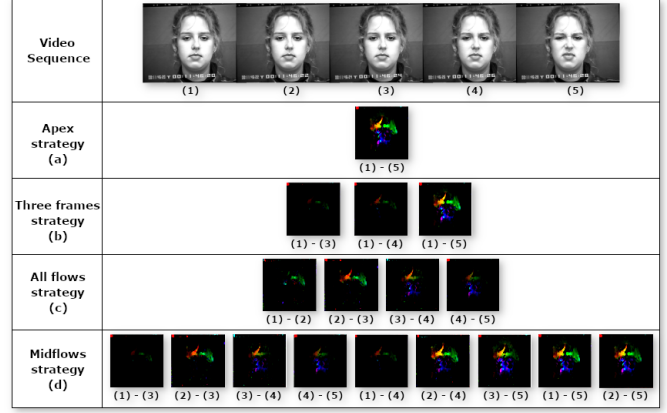 Video
Sequence
(1) (2) (3) (4) (5)
Apex
strategy
(a)
(1) - (5)
Three frames
strategy
(b)
(1) - (3) (1) - (4) (1) - (5)
All flows
strategy
(c)
(1) - (2) (2) - (3) (3) - (4) (4) - (5)
Midflows
strategy
(d)
(1) - (3) (2) - (3) (3) - (4) (4) - (5) (1) - (4) (2) - (4) (3) - (5) (1) - (5) (2) - (5)